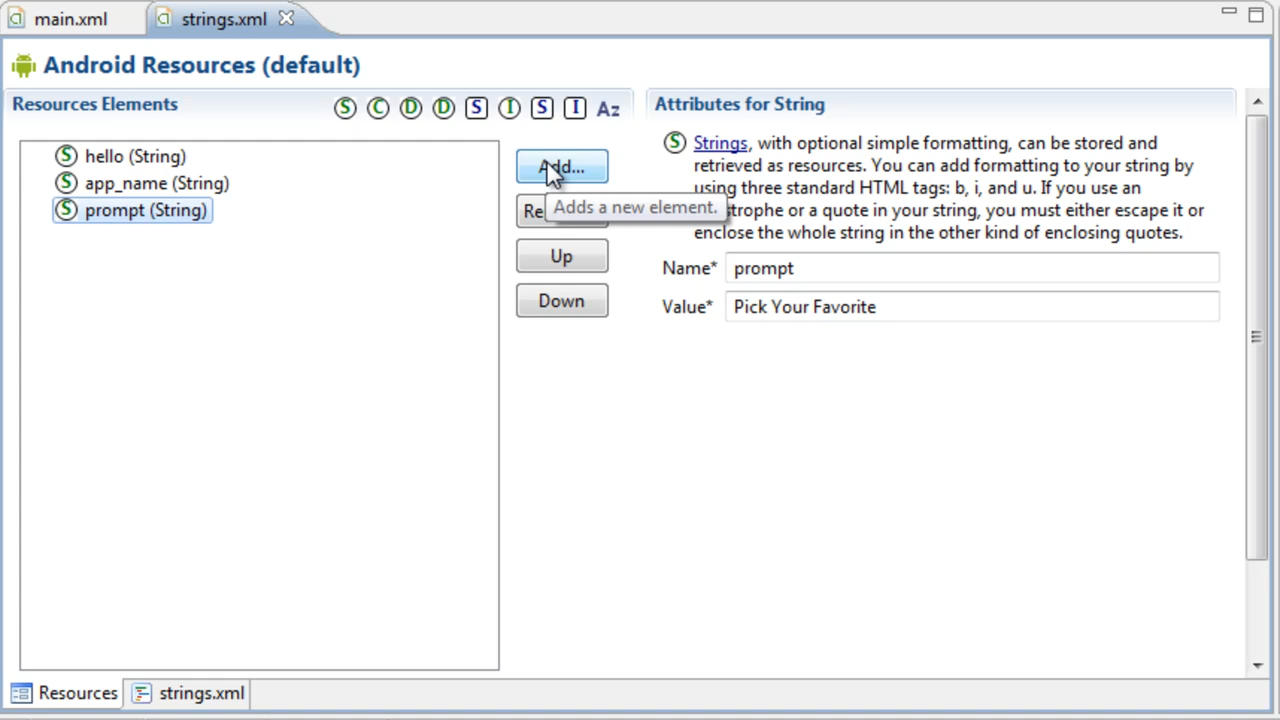 main.xml
strings.xml
Android Resources (default)
Resources Elements
S C D D S I S I Az
hello (String)
app_name (String)
prompt (String)
Add...
Adds a new element.
Up
Down
Attributes for String
S Strings, with optional simple formatting, can be stored and
retrieved as resources. You can add formatting to your string by
using three standard HTML tags: b, i, and u. If you use an
strophe or a quote in your string, you must either escape it or
enclose the whole string in the other kind of enclosing quotes.
Name* prompt
Value* Pick Your Favorite
Resources
strings.xml